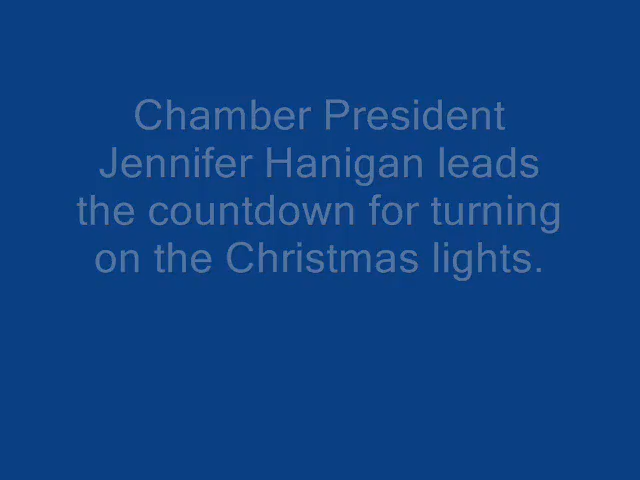 Chamber President
Jennifer Hanigan leads
the countdown for turning
on the Christmas lights.